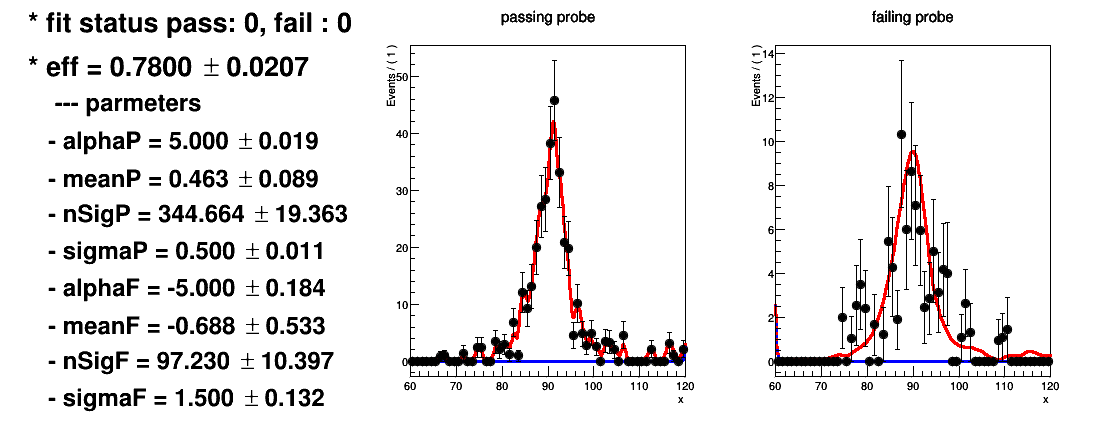 * fit status pass: 0, fail : 0
* eff = 0.7800 ± 0.0207
--- parmeters
- alphaP = 5.000 ± 0.019
- meanP = 0.463 ± 0.089
- nSigP = 344.664 ± 19.363
- sigmaP = 0.500 ± 0.011
- alphaF = -5.000 ± 0.184
- meanF = -0.688 ± 0.533
- nSigF = 97.230 ± 10.397
- sigmaF = 1.500 ± 0.132
passing probe
Events / ( 1 )
50
40
30
20
10
0
60 70 80 90 100 110 120
x
failing probe
Events / ( 1 )
14
12
10
8
6
4
2
0
60 70 80 90 100 110 120
x